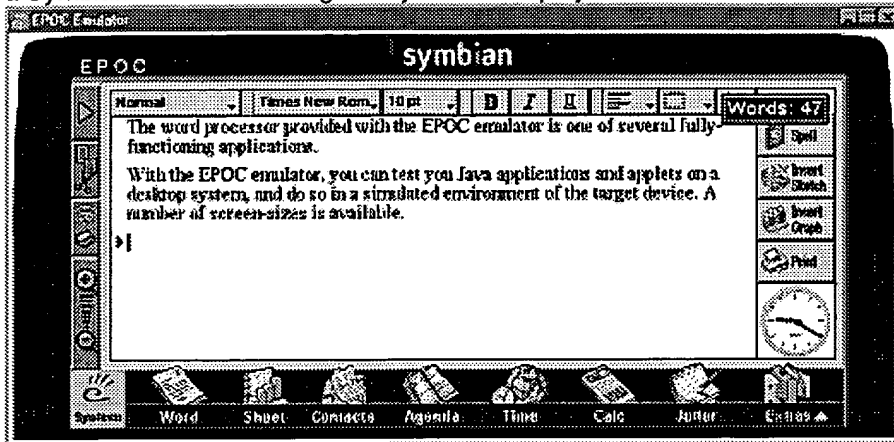 EPOC Emulator
EPOC
symbian
Normal Times New Rom 10 pt B I U
Words: 47
The word processor provided with the EPOC emulator is one of several fully-
functioning applications.
Spell
With the EPOC emulator, you can test you Java applications and applets on a
desktop system, and do so in a simulated environment of the target device. A
number of screen-sizes is available.
Insert
Sketch
Insert
Graph
Print
System Word Sheet Contacts Agenda Time Calc Jotter Extras